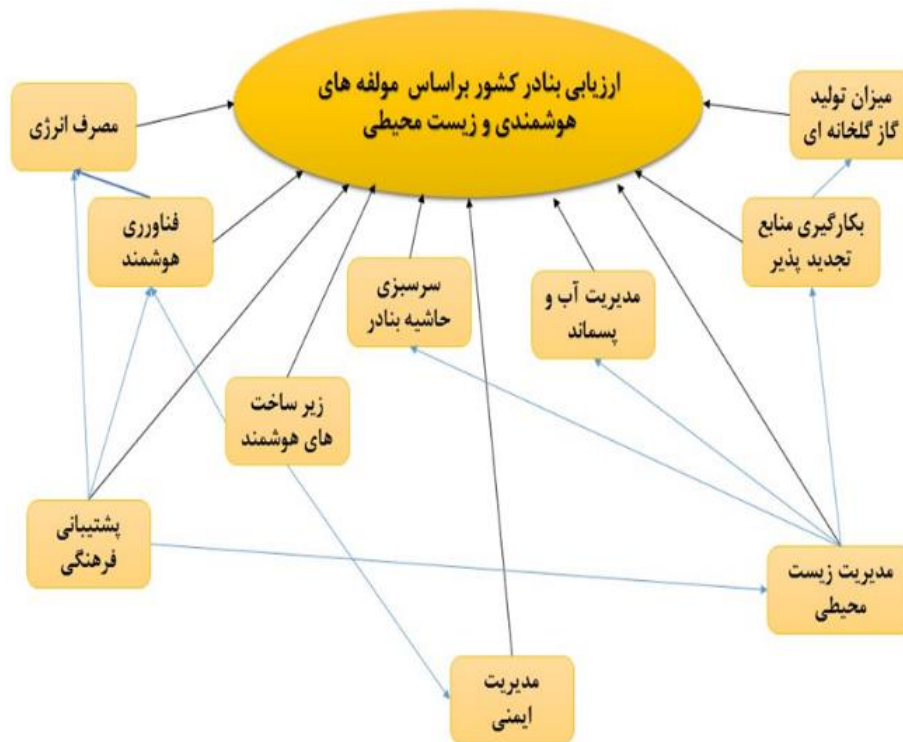 ارزیابی بنادر کشور براساس مولفه های
هوشمندی و زیست محیطی
میزان تولید
گاز گلخانه ای
مصرف انرژی
بکارگیری منابع
تجدید پذیر
فناورری
هوشمند
سرسبزی
حاشیه بنادر
مدیریت آب و
پسماند
زیر ساخت
های هوشمند
پشتیبانی
فرهنگی
مدیریت زیست
محیطی
مدیریت
ایمنی